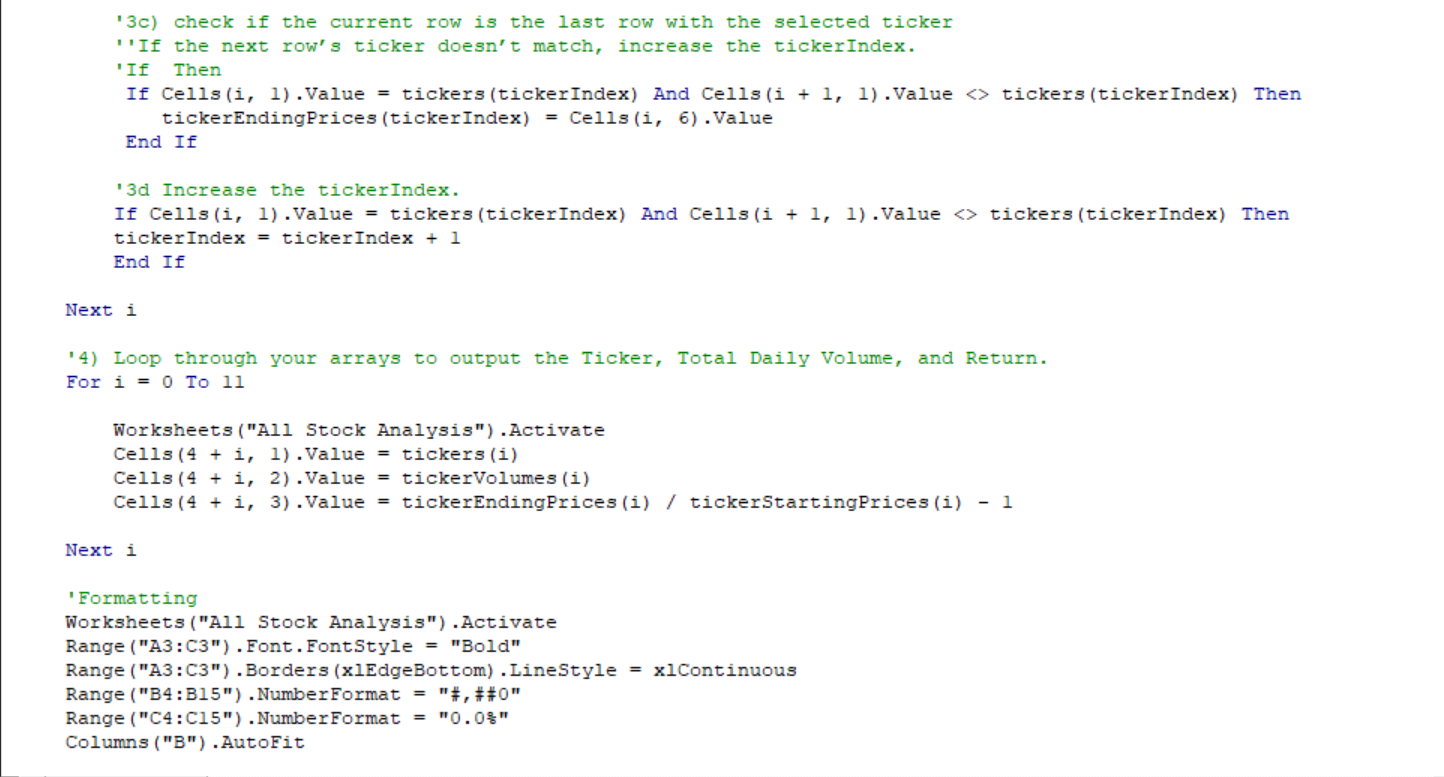 '3c) check if the current row is the last row with the selected ticker
''If the next row’s ticker doesn’t match, increase the tickerIndex.
'If  Then
If Cells(i, 1).Value = tickers(tickerIndex) And Cells(i + 1, 1).Value <> tickers(tickerIndex) Then
tickerEndingPrices(tickerIndex) = Cells(i, 6).Value
End If
'3d Increase the tickerIndex.
If Cells(i, 1).Value = tickers(tickerIndex) And Cells(i + 1, 1).Value <> tickers(tickerIndex) Then
tickerIndex = tickerIndex + 1
End If
Next i
'4) Loop through your arrays to output the Ticker, Total Daily Volume, and Return.
For i = 0 To 11
Worksheets("All Stock Analysis").Activate
Cells(4 + i, 1).Value = tickers(i)
Cells(4 + i, 2).Value = tickerVolumes(i)
Cells(4 + i, 3).Value = tickerEndingPrices(i) / tickerStartingPrices(i) - 1
Next i
'Formatting
Worksheets("All Stock Analysis").Activate
Range("A3:C3").Font.FontStyle = "Bold"
Range("A3:C3").Borders(xlEdgeBottom).LineStyle = xlContinuous
Range("B4:B15").NumberFormat = "#,##0"
Range("C4:C15").NumberFormat = "0.0%"
Columns("B").AutoFit